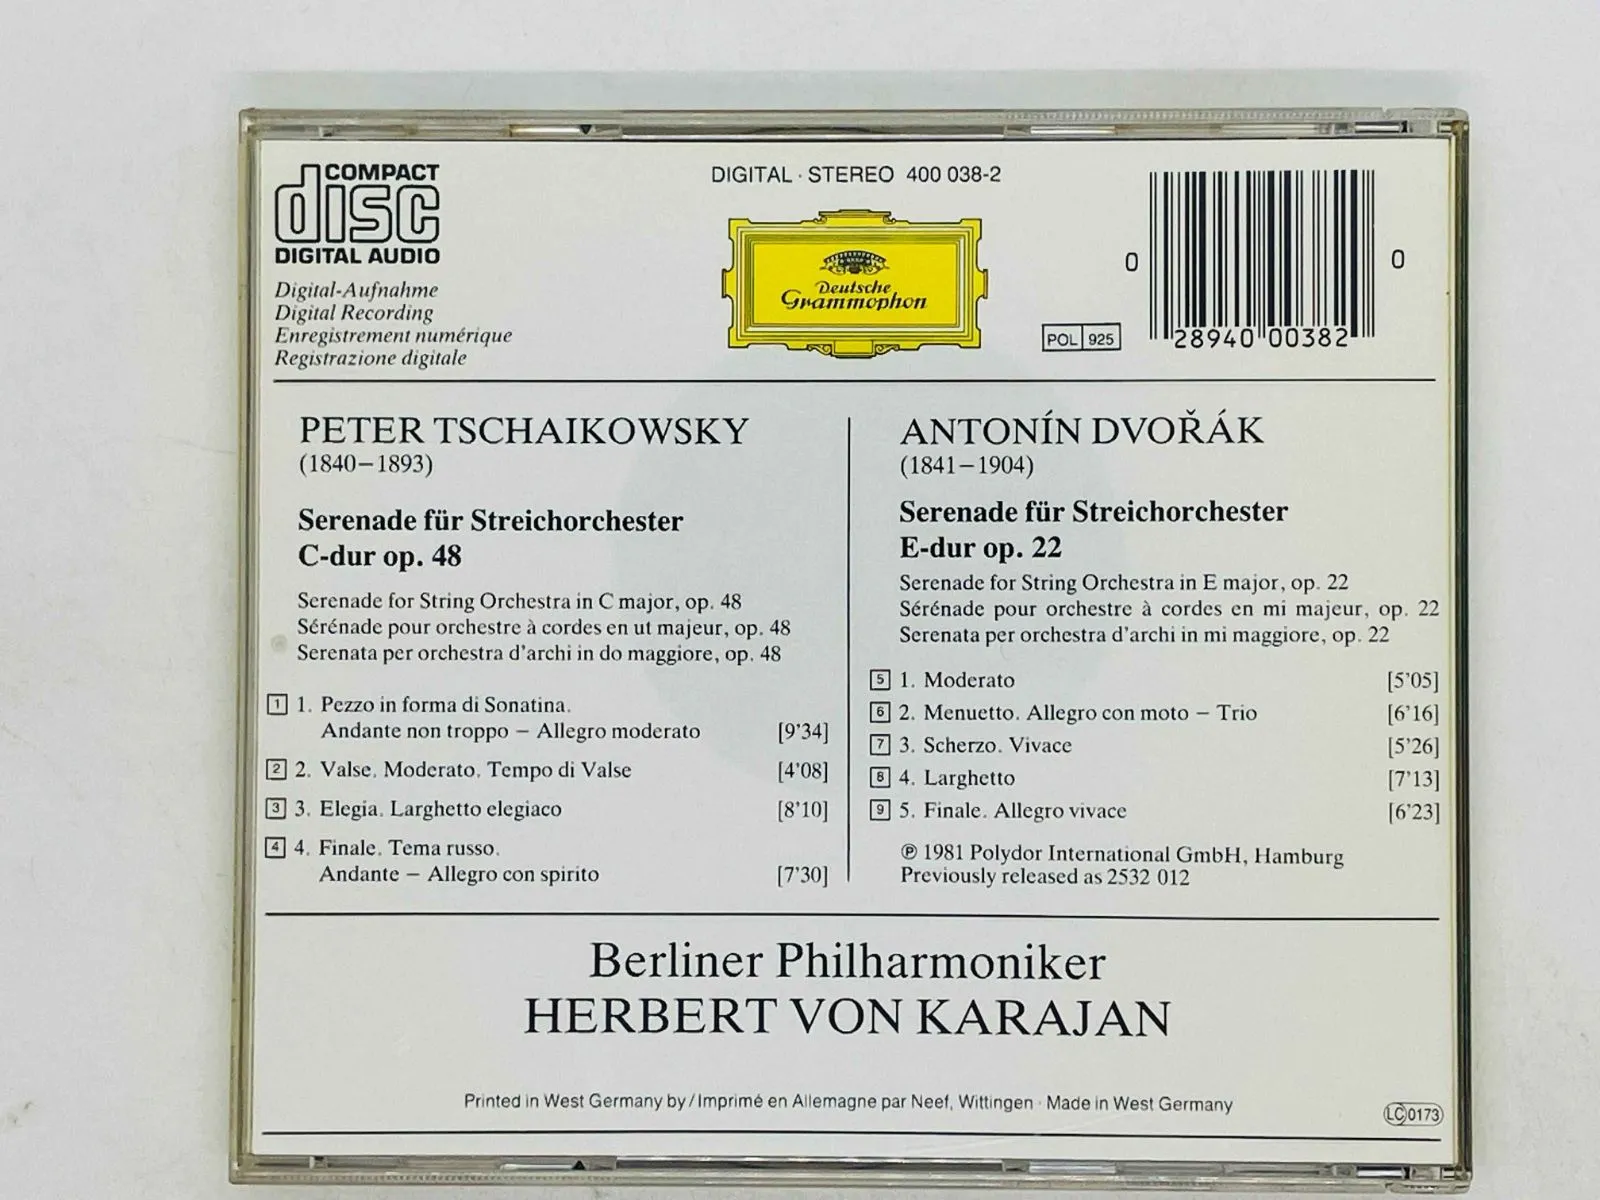 COMPACT
disc
DIGITAL AUDIO
Digital-Aufnahme
Digital Recording
Enregistrement numérique
Registrazione digitale
DIGITAL · STEREO 400 038-2
Deutsche
Grammophon
POL 925
0 28940 00382 0
PETER TSCHAIKOWSKY
(1840–1893)
Serenade für Streichorchester
C-dur op. 48
Serenade for String Orchestra in C major, op. 48
Sérénade pour orchestre à cordes en ut majeur, op. 48
Serenata per orchestra d'archi in do maggiore, op. 48
1 1. Pezzo in forma di Sonatina.
Andante non troppo – Allegro moderato [9'34]
2 2. Valse. Moderato. Tempo di Valse [4'08]
3 3. Elegia. Larghetto elegiaco [8'10]
4 4. Finale. Tema russo.
Andante – Allegro con spirito [7'30]
ANTONÍN DVOŘÁK
(1841–1904)
Serenade für Streichorchester
E-dur op. 22
Serenade for String Orchestra in E major, op. 22
Sérénade pour orchestre à cordes en mi majeur, op. 22
Serenata per orchestra d'archi in mi maggiore, op. 22
5 1. Moderato [5'05]
6 2. Menuetto. Allegro con moto – Trio [6'16]
7 3. Scherzo. Vivace [5'26]
8 4. Larghetto [7'13]
9 5. Finale. Allegro vivace [6'23]
℗ 1981 Polydor International GmbH, Hamburg
Previously released as 2532 012
Berliner Philharmoniker
HERBERT VON KARAJAN
Printed in West Germany by / Imprimé en Allemagne par Neef, Wittingen · Made in West Germany
LC 0173